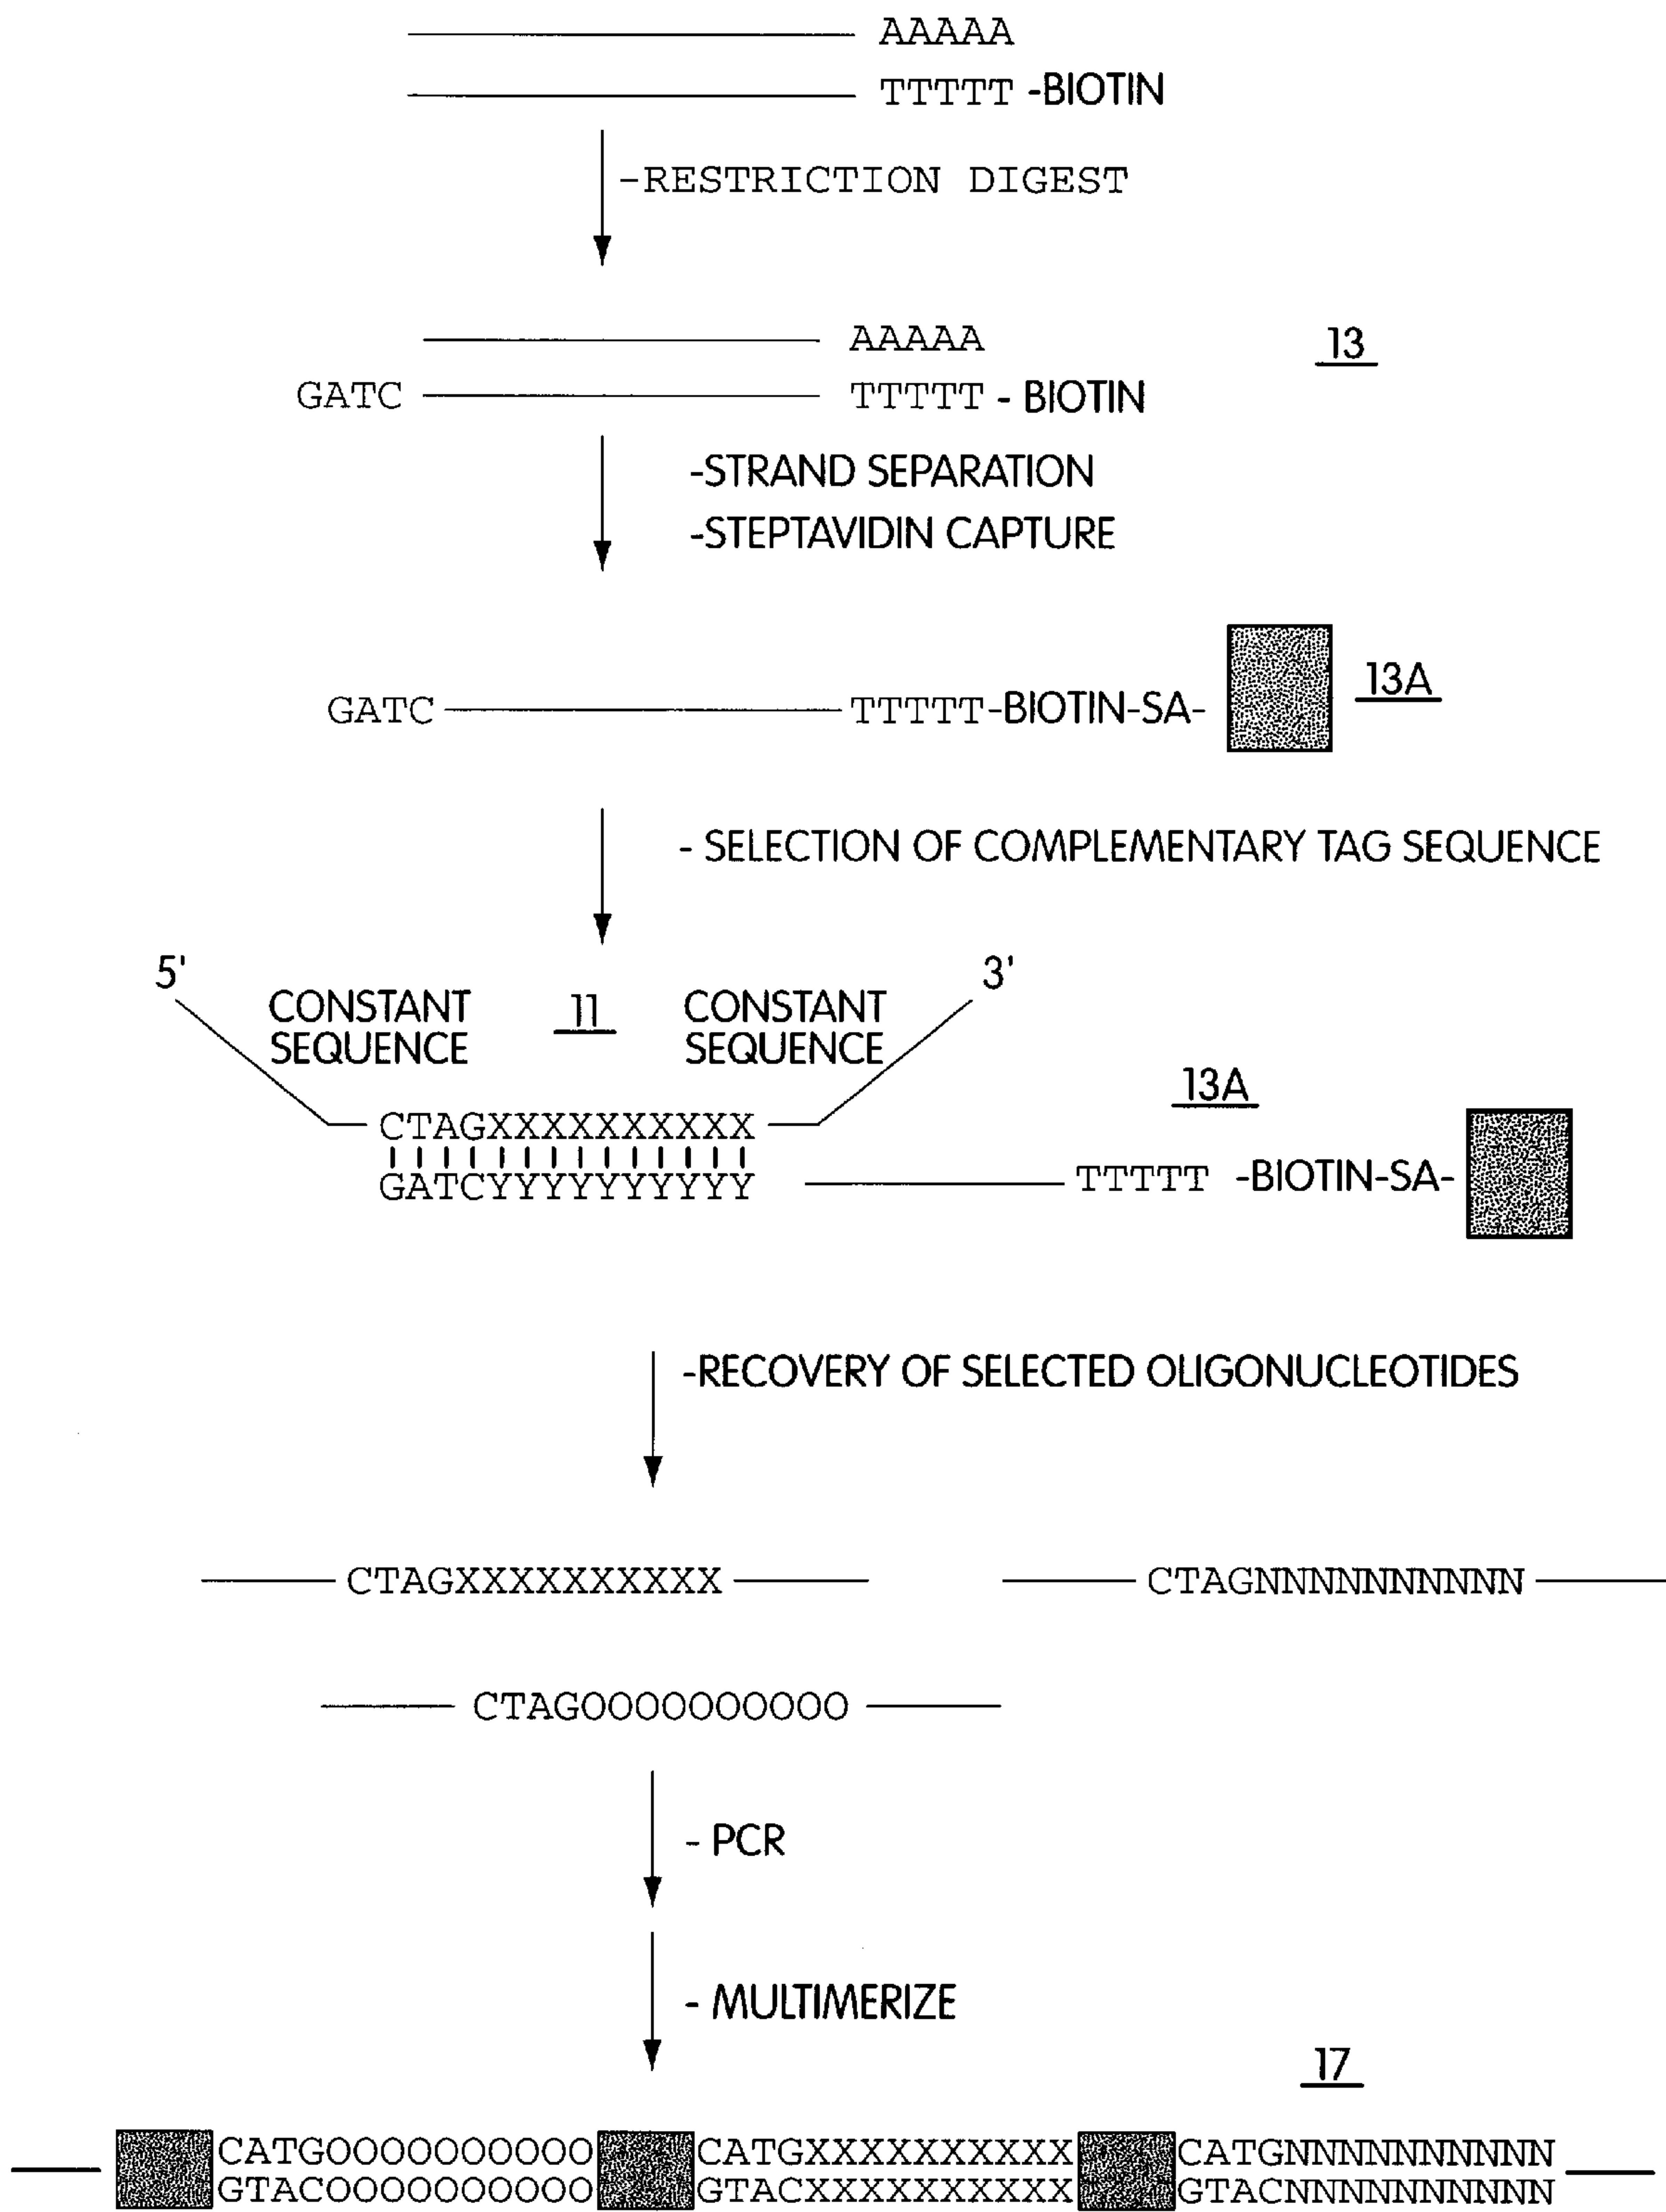 AAAAA
TTTTT -BIOTIN
-RESTRICTION DIGEST
AAAAA
13
GATC
TTTTT - BIOTIN
-STRAND SEPARATION
-STEPTAVIDIN CAPTURE
13A
GATC
TTTTT-BIOTIN-SA-
- SELECTION OF COMPLEMENTARY TAG SEQUENCE
5'
3'
CONSTANT
SEQUENCE
11
CONSTANT
SEQUENCE
13A
CTAGXXXXXXXXXX
GATCYYYYYYYYYY
TTTTT -BIOTIN-SA-
-RECOVERY OF SELECTED OLIGONUCLEOTIDES
CTAGXXXXXXXXXX
CTAGNNNNNNNNNN
CTAGOOOOOOOOOO
- PCR
- MULTIMERIZE
17
CATGOOOOOOOOOO CATGXXXXXXXXXX CATGNNNNNNNNNN
GTACOOOOOOOOOO GTACXXXXXXXXXX GTACNNNNNNNNNN